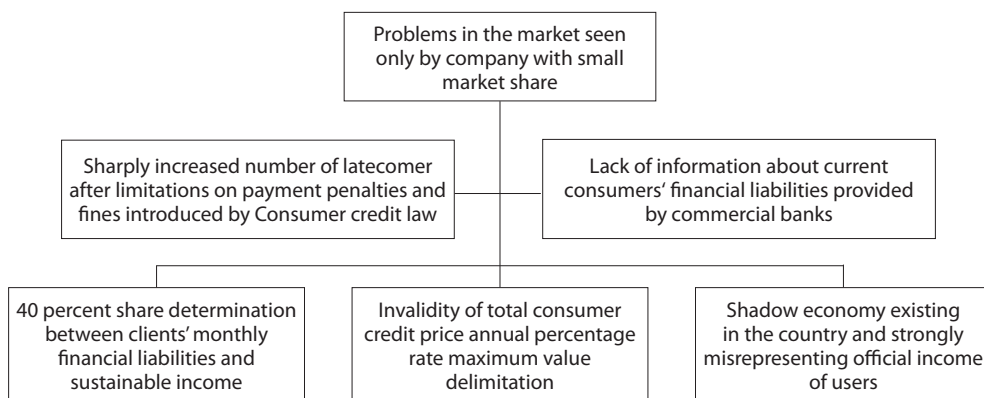 Problems in the market seen
only by company with small
market share
Sharply increased number of latecomer
after limitations on payment penalties and
fines introduced by Consumer credit law
Lack of information about current
consumers‘ financial liabilities provided
by commercial banks
40 percent share determination
between clients’ monthly
financial liabilities and
sustainable income
Invalidity of total consumer
credit price annual percentage
rate maximum value
delimitation
Shadow economy existing
in the country and strongly
misrepresenting official income
of users